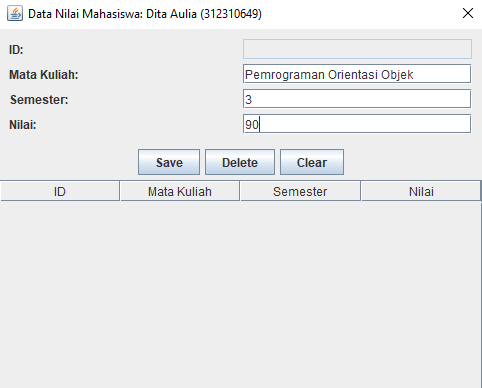 Data Nilai Mahasiswa: Dita Aulia (312310649)
ID:
Mata Kuliah: Pemrograman Orientasi Objek
Semester: 3
Nilai: 90
Save Delete Clear
ID Mata Kuliah Semester Nilai